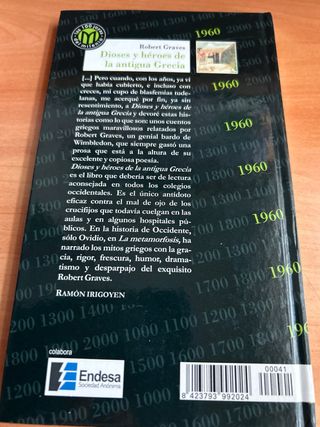 Robert Graves
Dioses y héroes de
la antigua Grecia
[...] Pero cuando, con los años, ya vi
que había cubierto, e incluso con
creces, mi cupo de blasfemias tude-
lanas, me acerqué por fin, ya sin
resentimiento, a Dioses y héroes de
la antigua Grecia y devoré estas his-
torias como lo que son: unos cuentos
griegos maravillosos relatados por
Robert Graves, un genial bardo de
Wimbledon, que siempre gastó una
prosa que está a la altura de su
excelente y copiosa poesía.
Dioses y héroes de la antigua Grecia
es el libro que debería ser de lectura
aconsejada en todos los colegios
occidentales. Es el único antídoto
eficaz contra el mal de ojo de los
crucifijos que todavía cuelgan en las
aulas y en algunos hospitales pú-
blicos. En la historia de Occidente,
sólo Ovidio, en La metamorfosis, ha
narrado los mitos griegos con la gra-
cia, rigor, frescura, humor, drama-
tismo y desparpajo del exquisito
Robert Graves.
RAMÓN IRIGOYEN
1960
1960
1960
1960
1960
1960
colabora
Endesa
Sociedad Anónima
00041
8 423793 992024